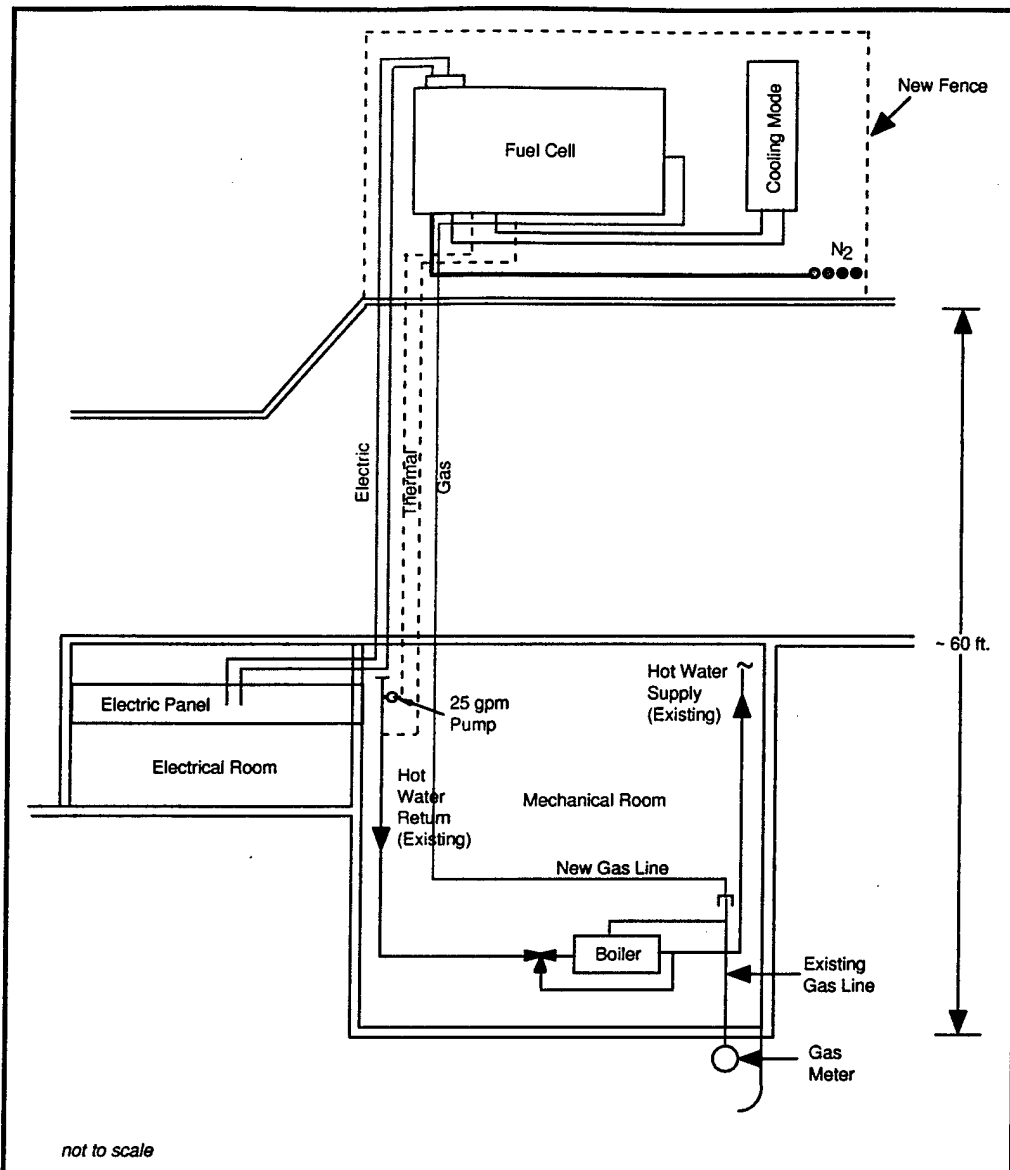 New Fence
Fuel Cell
Cooling Mode
N2
Electric
Thermal
Gas
~ 60 ft.
Electric Panel
25 gpm
Pump
Hot Water
Supply
(Existing)
Electrical Room
Hot
Water
Return
(Existing)
Mechanical Room
New Gas Line
Boiler
Existing
Gas Line
Gas
Meter
not to scale